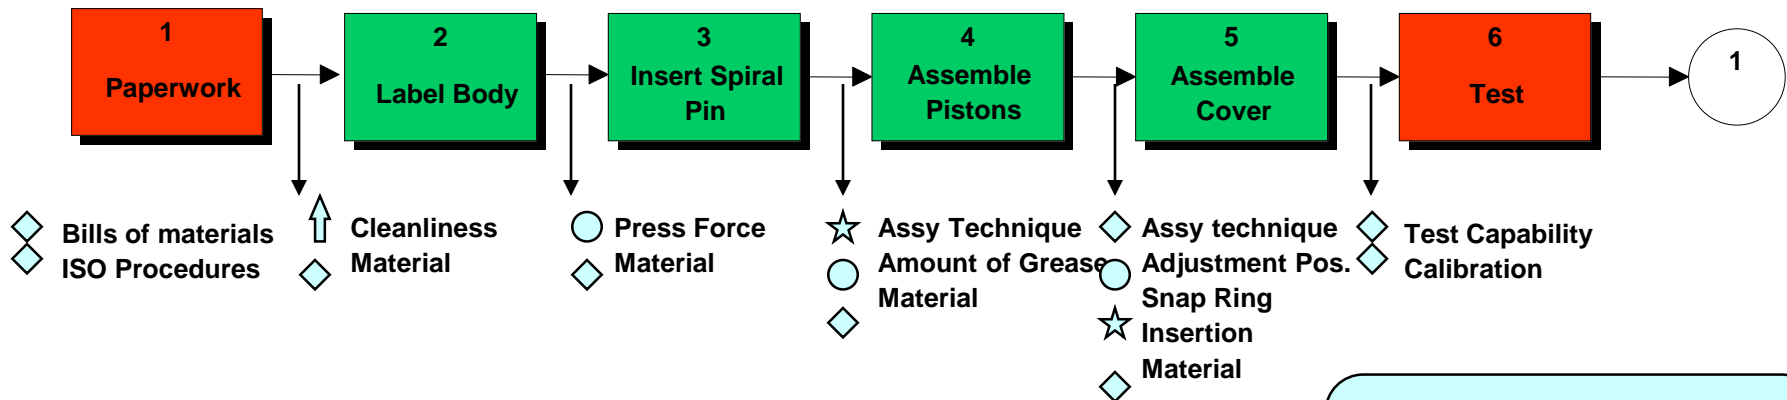 1
Paperwork
2
Label Body
3
Insert Spiral
Pin
4
Assemble
Pistons
5
Assemble
Cover
6
Test
1
Bills of materials
ISO Procedures
Cleanliness
Material
Press Force
Material
Assy Technique
Amount of Grease
Material
Assy technique
Adjustment Pos.
Snap Ring
Insertion
Material
Test Capability
Calibration